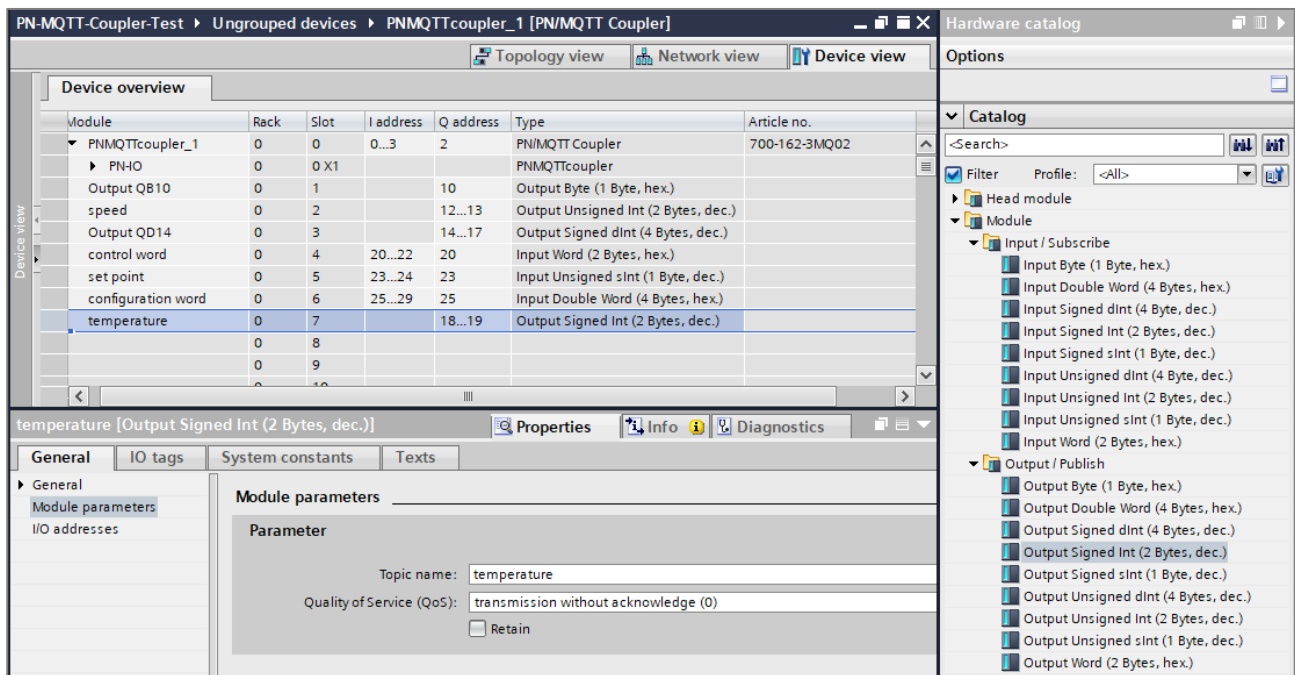 PN-MQTT-Coupler-Test ▸ Ungrouped devices ▸ PNMQTTcoupler_1 [PN/MQTT Coupler]
Topology view Network view Device view
Device overview
Device view
Module Rack Slot I address Q address Type Article no.
PNMQTTcoupler_1 0 0 0...3 2 PN/MQTT Coupler 700-162-3MQ02
PN-IO 0 0 X1 PNMQTTcoupler
Output QB10 0 1 10 Output Byte (1 Byte, hex.)
speed 0 2 12...13 Output Unsigned Int (2 Bytes, dec.)
Output QD14 0 3 14...17 Output Signed dInt (4 Bytes, dec.)
control word 0 4 20...22 20 Input Word (2 Bytes, hex.)
set point 0 5 23...24 23 Input Unsigned sInt (1 Byte, dec.)
configuration word 0 6 25...29 25 Input Double Word (4 Bytes, hex.)
temperature 0 7 18...19 Output Signed Int (2 Bytes, dec.)
0 8
0 9
0 10
temperature [Output Signed Int (2 Bytes, dec.)]
Properties Info Diagnostics
General IO tags System constants Texts
General
Module parameters
I/O addresses
Module parameters
Parameter
Topic name: temperature
Quality of Service (QoS): transmission without acknowledge (0)
Retain
Hardware catalog
Options
Catalog
<Search>
Filter Profile: <All>
Head module
Module
Input / Subscribe
Input Byte (1 Byte, hex.)
Input Double Word (4 Bytes, hex.)
Input Signed dInt (4 Byte, dec.)
Input Signed Int (2 Bytes, dec.)
Input Signed sInt (1 Byte, dec.)
Input Unsigned dInt (4 Byte, dec.)
Input Unsigned Int (2 Bytes, dec.)
Input Unsigned sInt (1 Byte, dec.)
Input Word (2 Bytes, hex.)
Output / Publish
Output Byte (1 Byte, hex.)
Output Double Word (4 Bytes, hex.)
Output Signed dInt (4 Bytes, dec.)
Output Signed Int (2 Bytes, dec.)
Output Signed sInt (1 Byte, dec.)
Output Unsigned dInt (4 Bytes, dec.)
Output Unsigned Int (2 Bytes, dec.)
Output Unsigned sInt (1 Byte, dec.)
Output Word (2 Bytes, hex.)